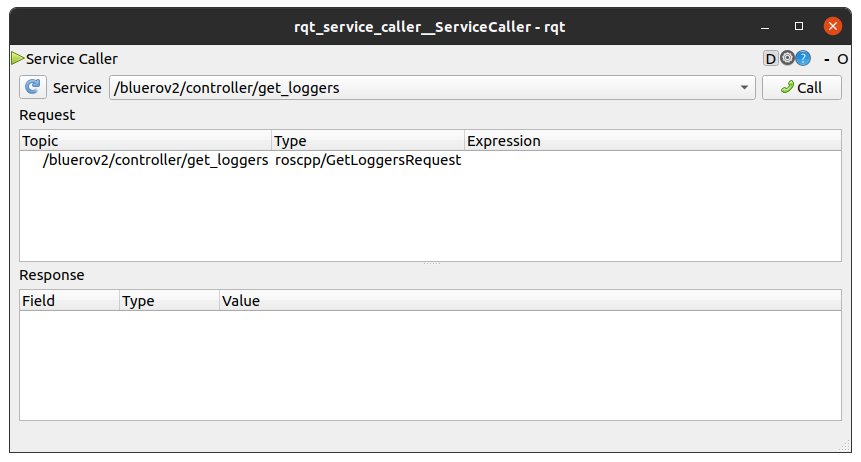 rqt_service_caller__ServiceCaller - rqt
Service Caller D ? - O
Service /bluerov2/controller/get_loggers Call
Request
Topic Type Expression
/bluerov2/controller/get_loggers roscpp/GetLoggersRequest
Response
Field Type Value